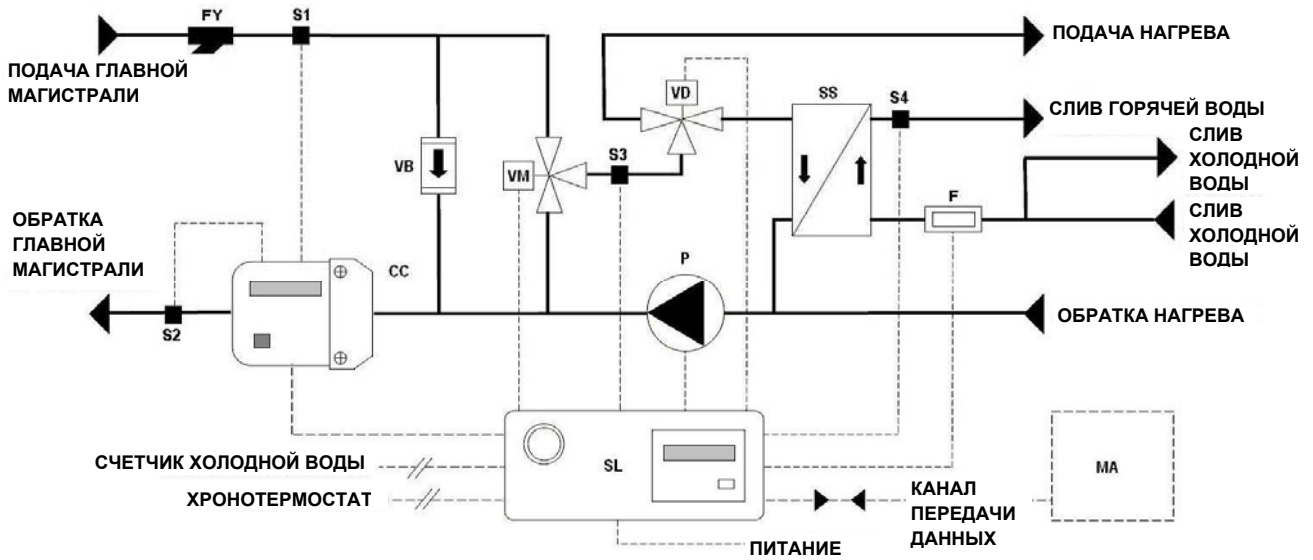 FY
S1
ПОДАЧА ГЛАВНОЙ
МАГИСТРАЛИ
ПОДАЧА НАГРЕВА
VD
SS
S4
СЛИВ ГОРЯЧЕЙ ВОДЫ
СЛИВ
ХОЛОДНОЙ
ВОДЫ
VB
VM
S3
F
СЛИВ
ХОЛОДНОЙ
ВОДЫ
ОБРАТКА
ГЛАВНОЙ
МАГИСТРАЛИ
S2
CC
P
ОБРАТКА НАГРЕВА
СЧЕТЧИК ХОЛОДНОЙ ВОДЫ
ХРОНОТЕРМОСТАТ
SL
КАНАЛ
ПЕРЕДАЧИ
ДАННЫХ
MA
ПИТАНИЕ